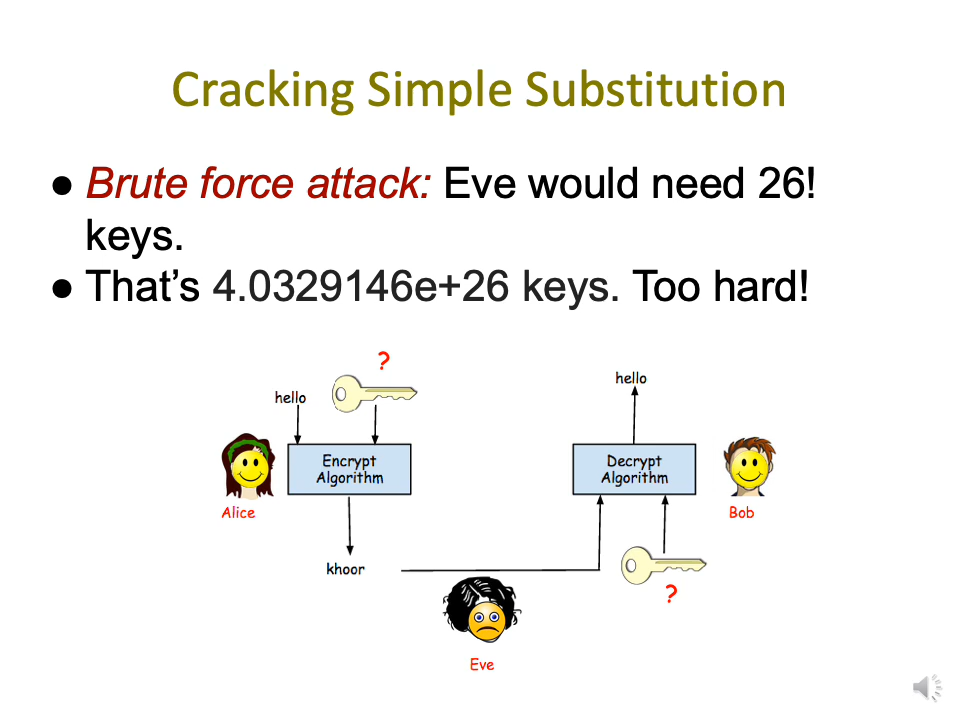 Cracking Simple Substitution
● Brute force attack: Eve would need 26!
keys.
● That’s 4.0329146e+26 keys. Too hard!
?
hello
hello
Encrypt
Algorithm
Decrypt
Algorithm
Alice
Bob
khoor
?
Eve